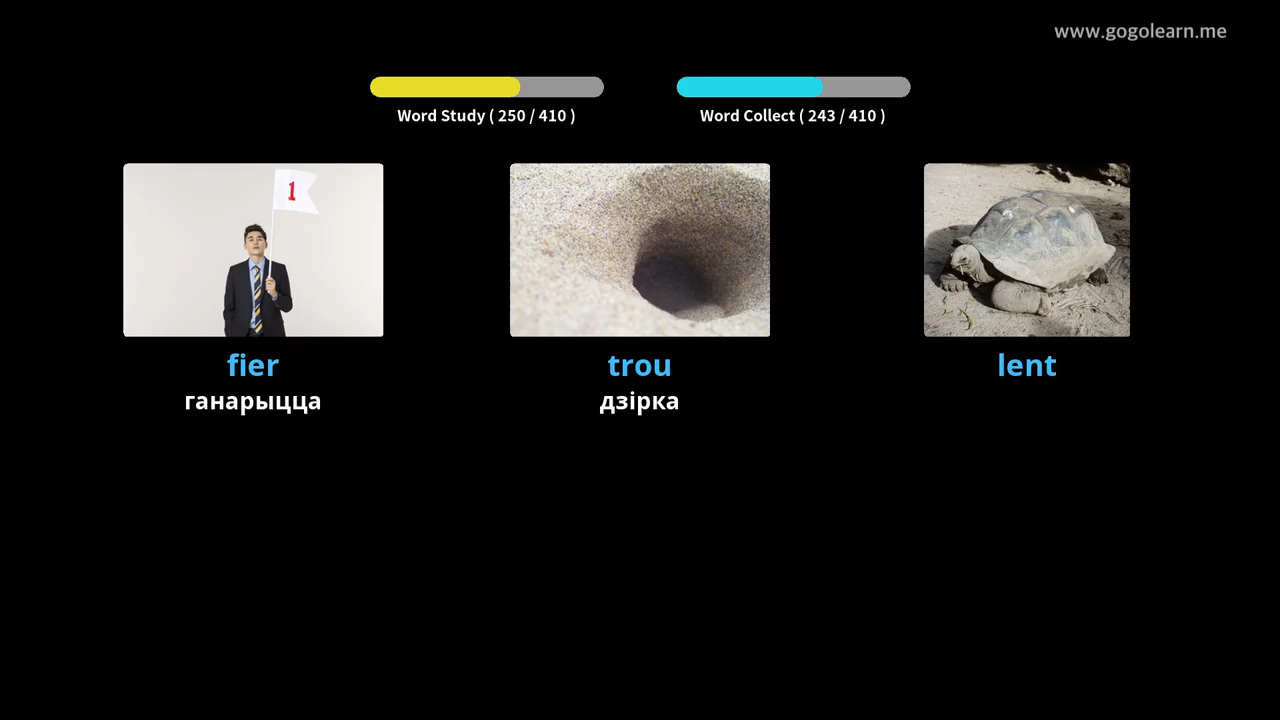 www.gogolearn.me
Word Study ( 250 / 410 )
Word Collect ( 243 / 410 )
1
fier
ганарыцца
trou
дзірка
lent